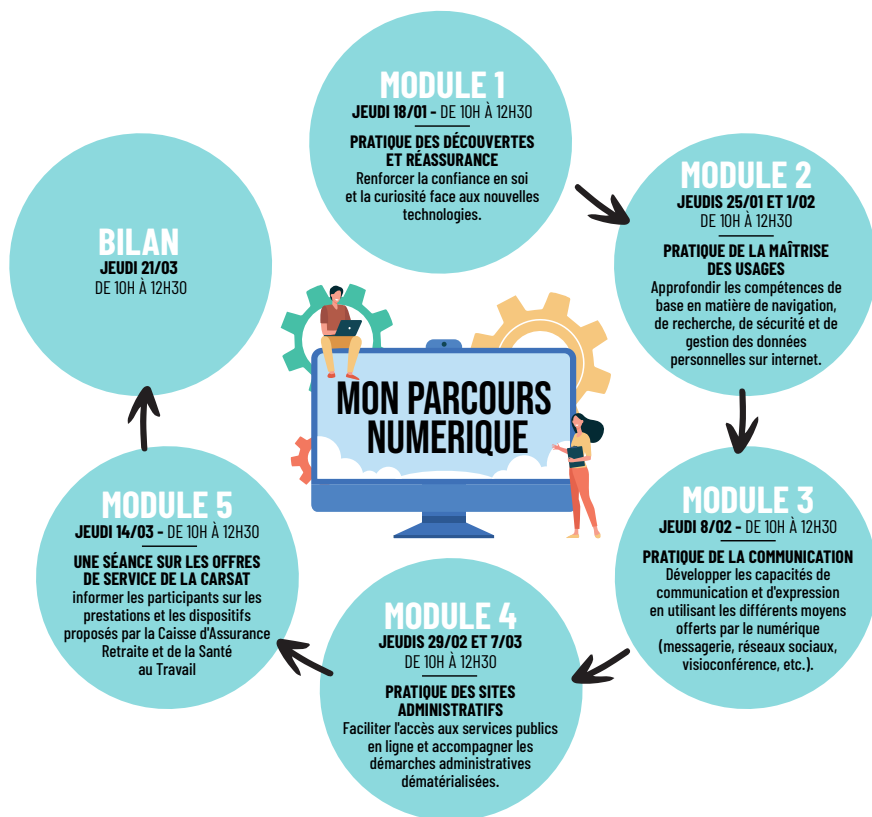 MODULE 1
JEUDI 18/01 - DE 10H À 12H30
PRATIQUE DES DÉCOUVERTES
ET RÉASSURANCE
Renforcer la confiance en soi
et la curiosité face aux nouvelles
technologies.
MODULE 2
JEUDIS 25/01 ET 1/02
DE 10H À 12H30
PRATIQUE DE LA MAÎTRISE
DES USAGES
Approfondir les compétences de
base en matière de navigation,
de recherche, de sécurité et de
gestion des données
personnelles sur internet.
MODULE 3
JEUDI 8/02 - DE 10H À 12H30
PRATIQUE DE LA COMMUNICATION
Développer les capacités de
communication et d'expression
en utilisant les différents moyens
offerts par le numérique
(messagerie, réseaux sociaux,
visioconférence, etc.).
MODULE 4
JEUDIS 29/02 ET 7/03
DE 10H À 12H30
PRATIQUE DES SITES
ADMINISTRATIFS
Faciliter l'accès aux services publics
en ligne et accompagner les
démarches administratives
dématérialisées.
MODULE 5
JEUDI 14/03 - DE 10H À 12H30
UNE SÉANCE SUR LES OFFRES
DE SERVICE DE LA CARSAT
informer les participants sur les
prestations et les dispositifs
proposés par la Caisse d'Assurance
Retraite et de la Santé
au Travail
BILAN
JEUDI 21/03
DE 10H À 12H30
MON PARCOURS
NUMERIQUE